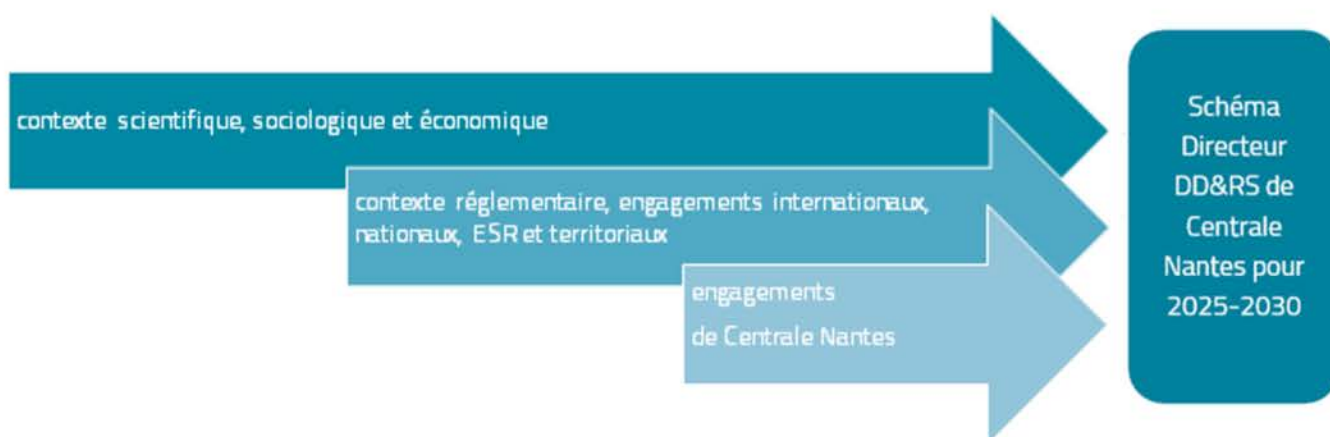 contexte scientifique, sociologique et économique
contexte réglementaire, engagements internationaux,
nationaux, ESR et territoriaux
engagements
de Centrale Nantes
Schéma
Directeur
DD&RS de
Centrale
Nantes pour
2025-2030